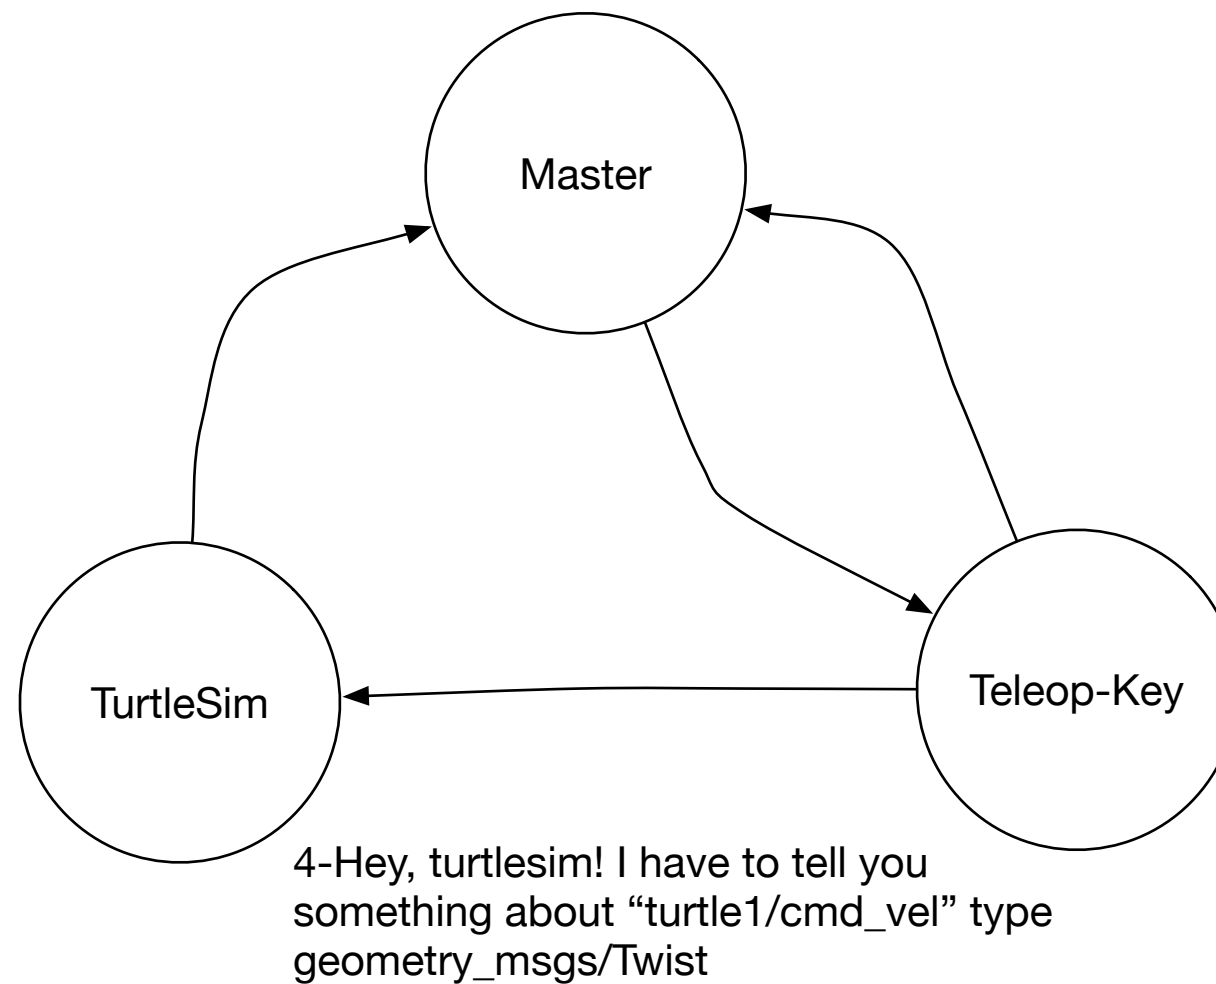 Master
TurtleSim
Teleop-Key
4-Hey, turtlesim! I have to tell you
something about “turtle1/cmd_vel” type
geometry_msgs/Twist